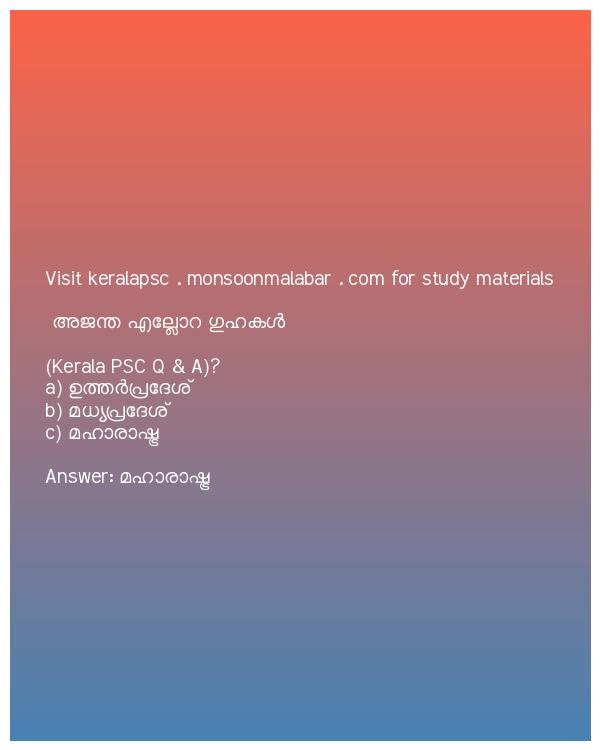 Visit keralapsc . monsoonmalabar . com for study materials
അജന്ത എല്ലോറ ഗുഹകൾ
(Kerala PSC Q & A)?
a) ഉത്തർപ്രദേശ്
b) മധ്യപ്രദേശ്
c) മഹാരാഷ്ട്ര
Answer: മഹാരാഷ്ട്ര